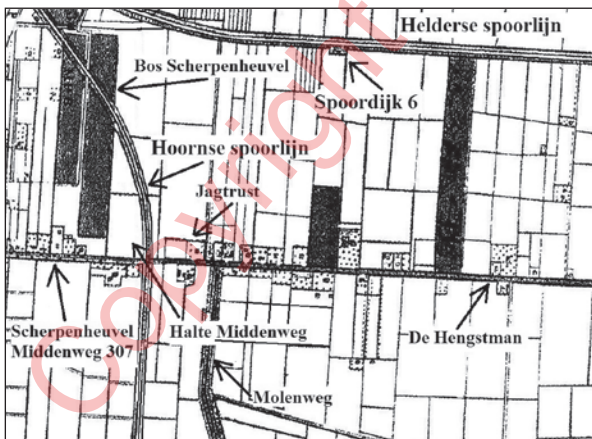 Helderse spoorlijn
Bos Scherpenheuvel
Spoordijk 6
Hoornse spoorlijn
Jagtrust
Scherpenheuvel
Middenweg 307
Halte Middenweg
De Hengstman
Molenweg
Copyright